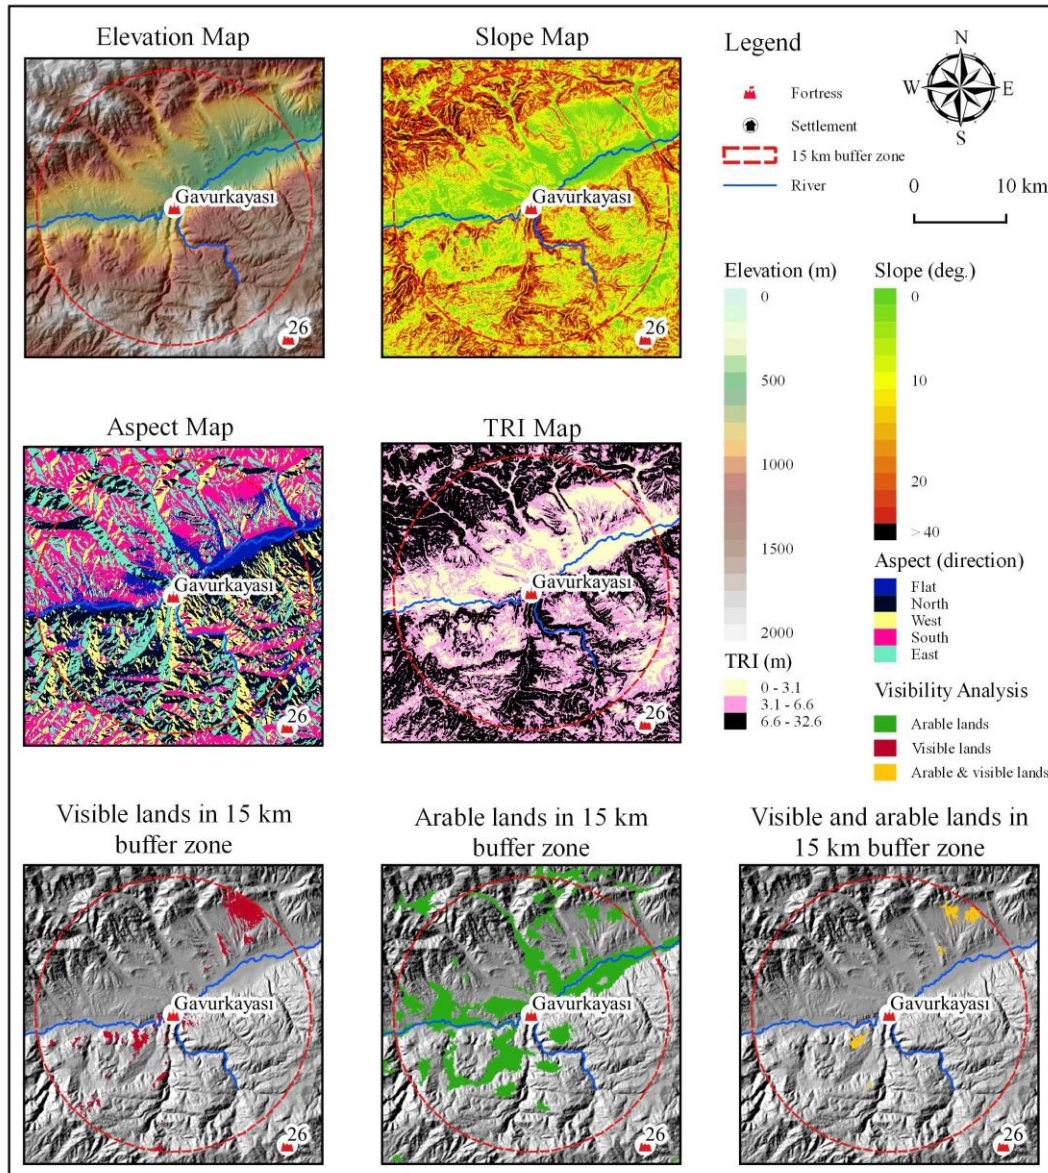 Elevation Map
Gavurkayası
26
Slope Map
Gavurkayası
26
Legend
Fortress
Settlement
15 km buffer zone
River
N
W E
S
0 10 km
Elevation (m)
0
500
1000
1500
2000
Slope (deg.)
0
10
20
> 40
Aspect (direction)
Flat
North
West
South
East
TRI (m)
0 - 3.1
3.1 - 6.6
6.6 - 32.6
Visibility Analysis
Arable lands
Visible lands
Arable & visible lands
Aspect Map
Gavurkayası
26
TRI Map
Gavurkayası
26
Visible lands in 15 km
buffer zone
Gavurkayası
26
Arable lands in 15 km
buffer zone
Gavurkayası
26
Visible and arable lands in
15 km buffer zone
Gavurkayası
26